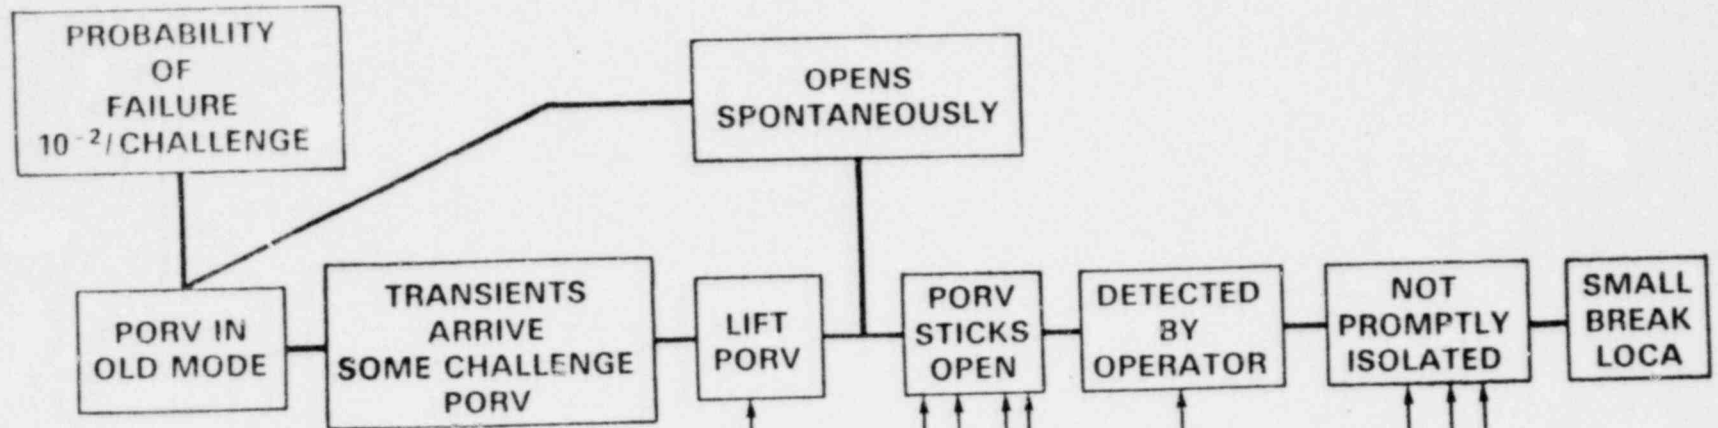 PROBABILITY
OF
FAILURE
10⁻²/CHALLENGE
OPENS
SPONTANEOUSLY
PORV IN
OLD MODE
TRANSIENTS
ARRIVE
SOME CHALLENGE
PORV
LIFT
PORV
PORV
STICKS
OPEN
DETECTED
BY
OPERATOR
NOT
PROMPTLY
ISOLATED
SMALL
BREAK
LOCA